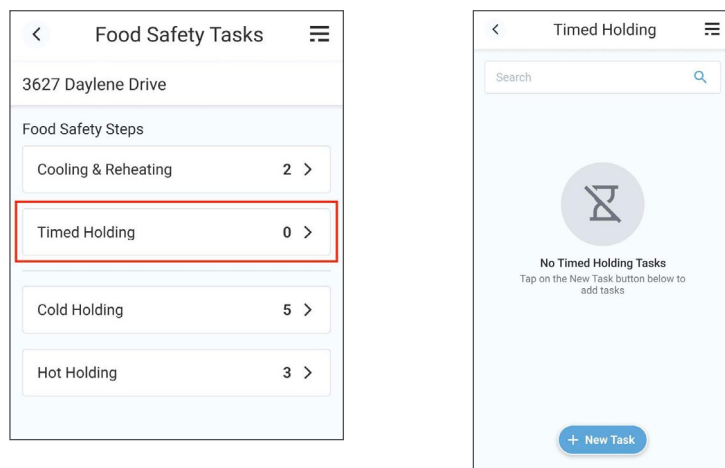 Food Safety Tasks
3627 Daylene Drive
Food Safety Steps
Cooling & Reheating 2
Timed Holding 0
Cold Holding 5
Hot Holding 3
Timed Holding
Search
No Timed Holding Tasks
Tap on the New Task button below to
add tasks
+ New Task